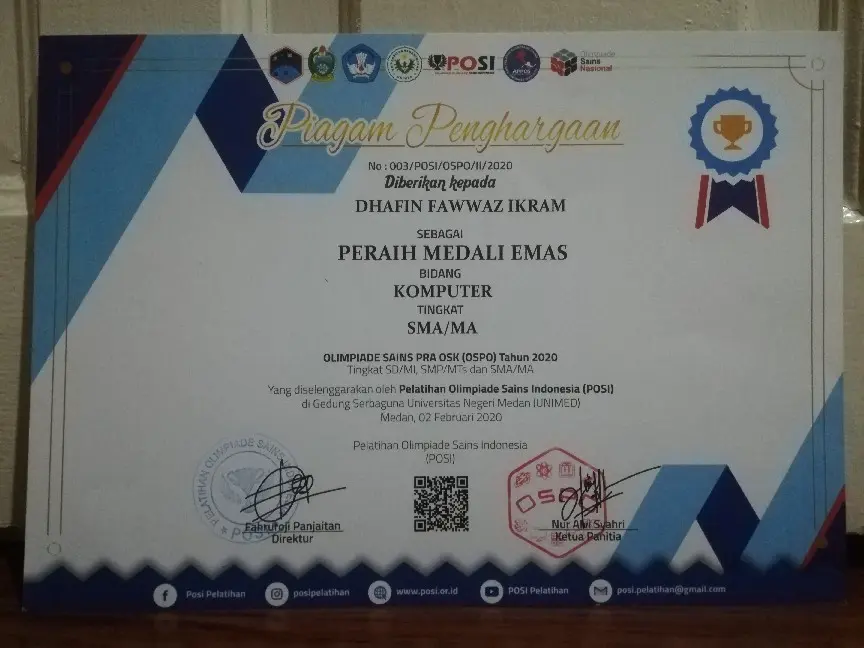 POSI
Olimpiade
Sains
Nasional
Piagam Penghargaan
No : 003/POSI/OSPO/II/2020
Diberikan kepada
DHAFIN FAWWAZ IKRAM
SEBAGAI
PERAIH MEDALI EMAS
BIDANG
KOMPUTER
TINGKAT
SMA/MA
OLIMPIADE SAINS PRA OSK (OSPO) Tahun 2020
Tingkat SD/MI, SMP/MTs dan SMA/MA
Yang diselenggarakan oleh Pelatihan Olimpiade Sains Indonesia (POSI)
di Gedung Serbaguna Universitas Negeri Medan (UNIMED)
Medan, 02 Februari 2020
Pelatihan Olimpiade Sains Indonesia
(POSI)
PELATIHAN OLIMPIADE SAINS
POSI
OSPO
Fahruroji Panjaitan
Direktur
Nur Alvi Syahri
Ketua Panitia
Posi Pelatihan
posipelatihan
www.posi.or.id
POSI Pelatihan
posi.pelatihan@gmail.com